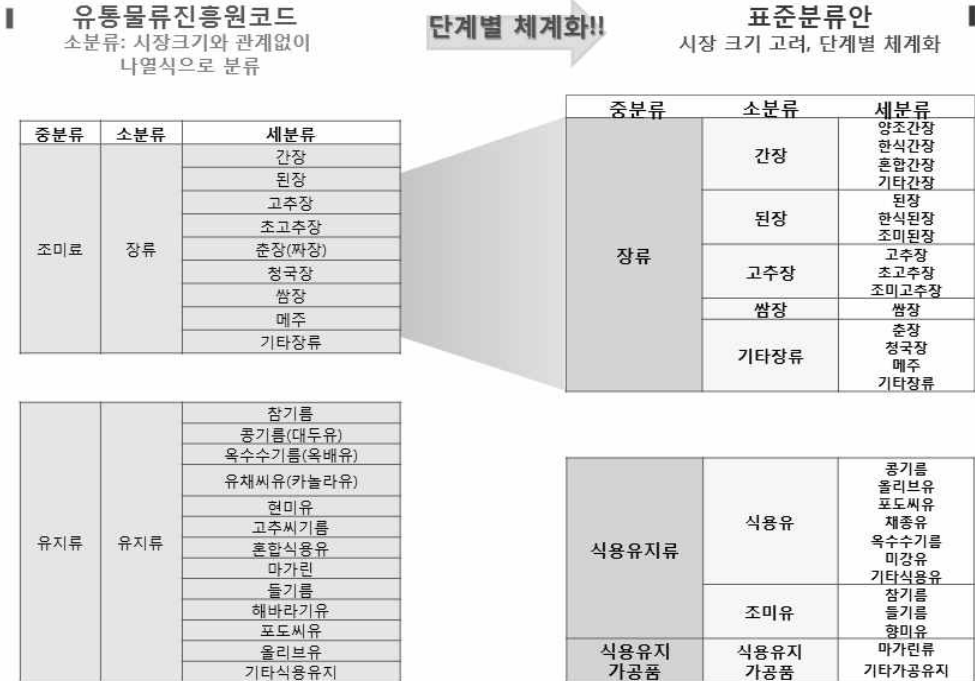 유통물류진흥원코드
소분류: 시장크기와 관계없이
나열식으로 분류
단계별 체계화!!
표준분류안
시장 크기 고려, 단계별 체계화
중분류 소분류 세분류
조미료 장류
간장
된장
고추장
초고추장
춘장(짜장)
청국장
쌈장
메주
기타장류
유지류 유지류
참기름
콩기름(대두유)
옥수수기름(옥배유)
유채씨유(카놀라유)
현미유
고추씨기름
혼합식용유
마가린
들기름
해바라기유
포도씨유
올리브유
기타식용유지
중분류 소분류 세분류
장류
간장
양조간장
한식간장
혼합간장
기타간장
된장
된장
한식된장
조미된장
고추장
고추장
초고추장
조미고추장
쌈장 쌈장
기타장류
춘장
청국장
메주
기타장류
식용유지류
식용유
콩기름
올리브유
포도씨유
채종유
옥수수기름
미강유
기타식용유
조미유
참기름
들기름
향미유
식용유지
가공품
식용유지
가공품
마가린류
기타가공유지